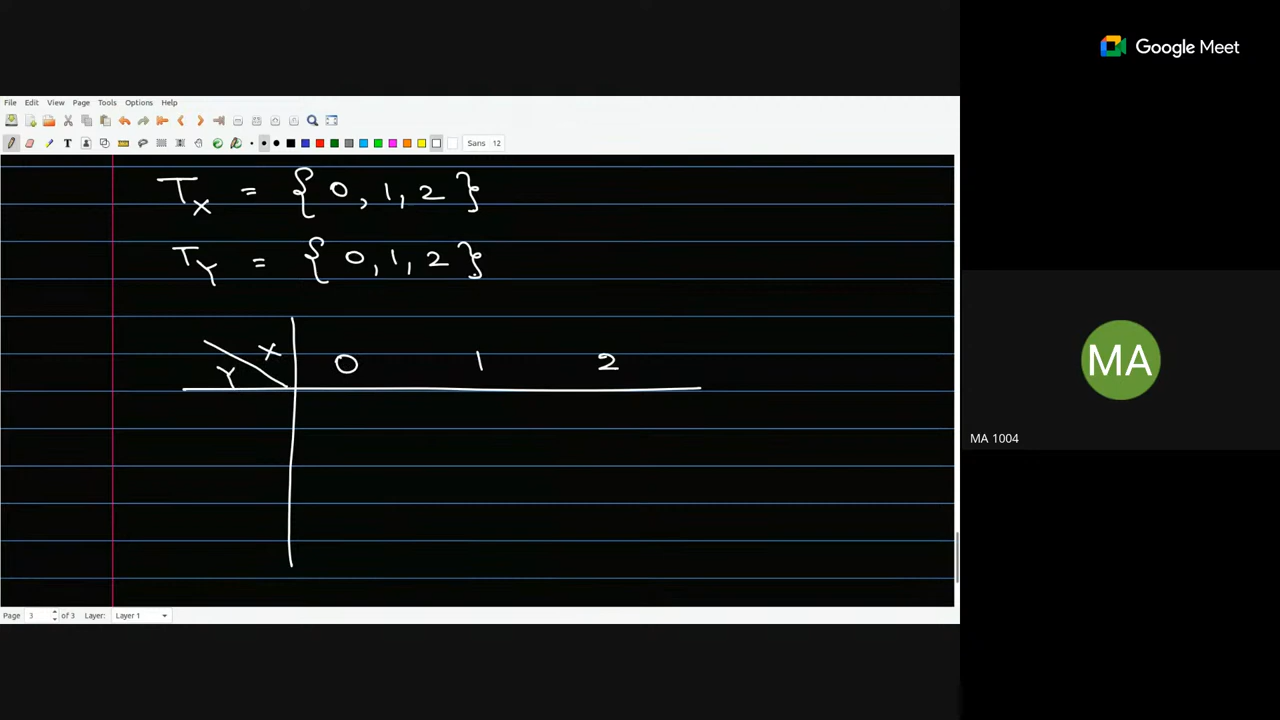 Google Meet
File Edit View Page Tools Options Help
T Sans 12
T_X = { 0, 1, 2 }
T_Y = { 0, 1, 2 }
X
Y 0 1 2
MA
MA 1004
Page 3 of 3 Layer: Layer 1